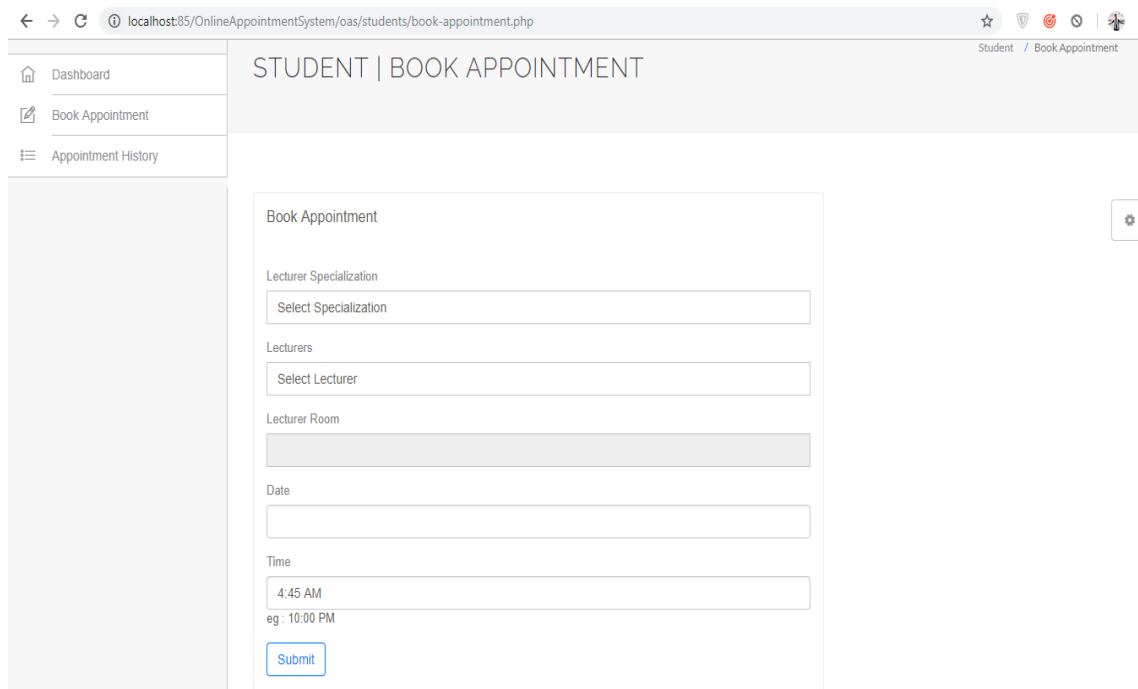 localhost:85/OnlineAppointmentSystem/oas/students/book-appointment.php
Student / Book Appointment
STUDENT | BOOK APPOINTMENT
Dashboard
Book Appointment
Appointment History
Book Appointment
Lecturer Specialization
Select Specialization
Lecturers
Select Lecturer
Lecturer Room
Date
Time
4:45 AM
eg : 10:00 PM
Submit